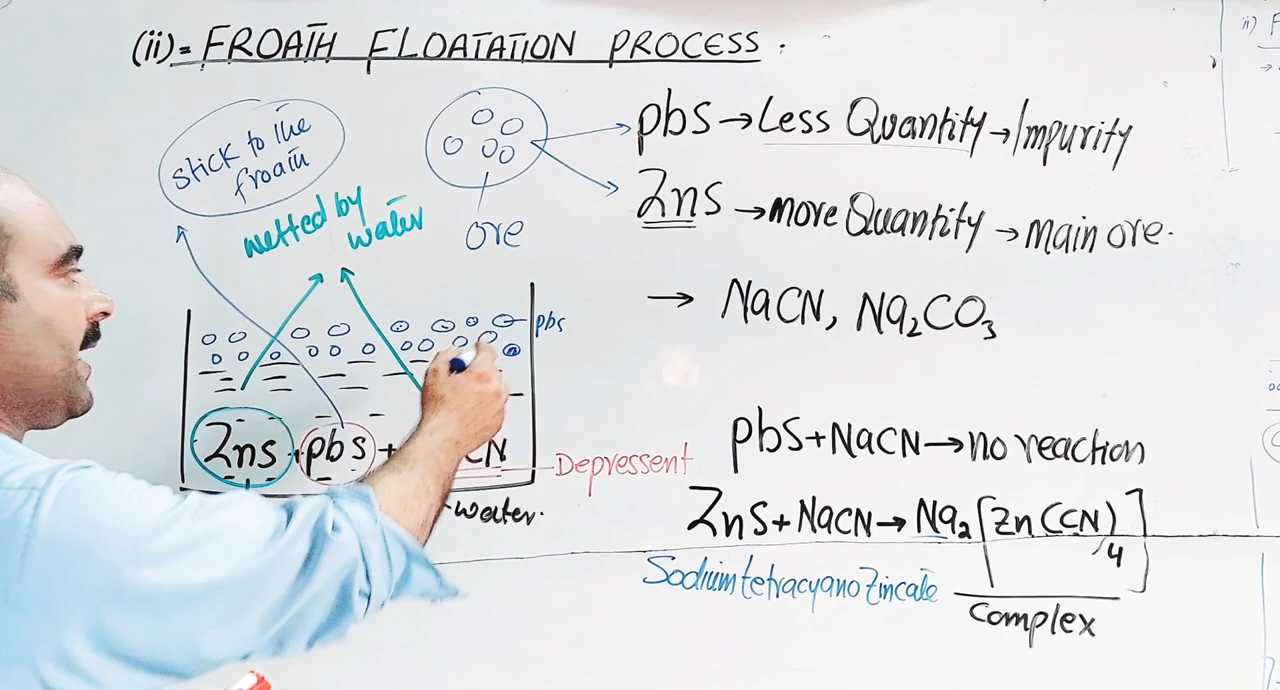 (ii)= FROATH FLOATATION PROCESS.
stick to the
froath
wetted by
water
ore
pbs → Less Quantity → Impurity
Zns → more Quantity → main ore.
→ NaCN, Na₂CO₃
pbs
Zns + pbs + CN
Depressent
water.
pbS + NaCN → no reaction
ZnS + NaCN → Na₂[Zn(CN)₄]
Sodium tetracyano Zincate
Complex
ii) F